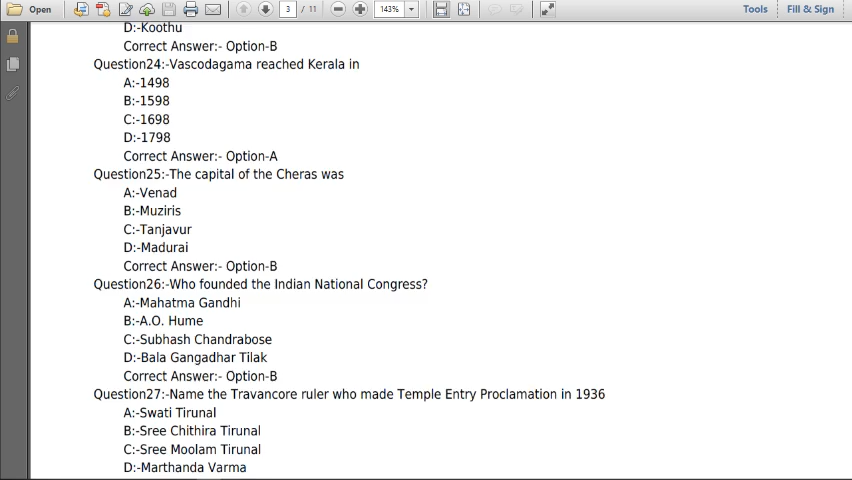 Open
3 / 11
143%
Tools
Fill & Sign
D:-Koothu
Correct Answer:- Option-B
Question24:-Vascodagama reached Kerala in
A:-1498
B:-1598
C:-1698
D:-1798
Correct Answer:- Option-A
Question25:-The capital of the Cheras was
A:-Venad
B:-Muziris
C:-Tanjavur
D:-Madurai
Correct Answer:- Option-B
Question26:-Who founded the Indian National Congress?
A:-Mahatma Gandhi
B:-A.O. Hume
C:-Subhash Chandrabose
D:-Bala Gangadhar Tilak
Correct Answer:- Option-B
Question27:-Name the Travancore ruler who made Temple Entry Proclamation in 1936
A:-Swati Tirunal
B:-Sree Chithira Tirunal
C:-Sree Moolam Tirunal
D:-Marthanda Varma